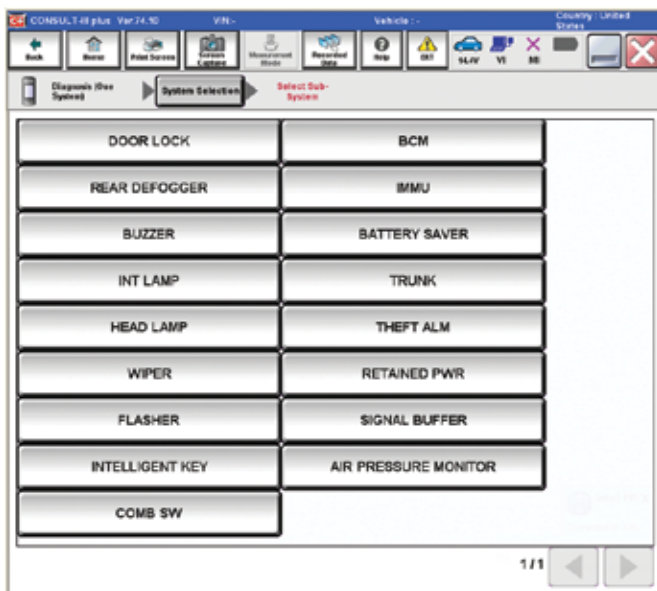 CONSULT-III plus Ver.74.10 VIN:- Vehicle : - Country : United States
Back Home Print Screen Screen Capture Measurement Mode Recorded Data Help VI MI
Diagnosis (One System) System Selection Select Sub-System
DOOR LOCK BCM
REAR DEFOGGER IMMU
BUZZER BATTERY SAVER
INT LAMP TRUNK
HEAD LAMP THEFT ALM
WIPER RETAINED PWR
FLASHER SIGNAL BUFFER
INTELLIGENT KEY AIR PRESSURE MONITOR
COMB SW
1/1